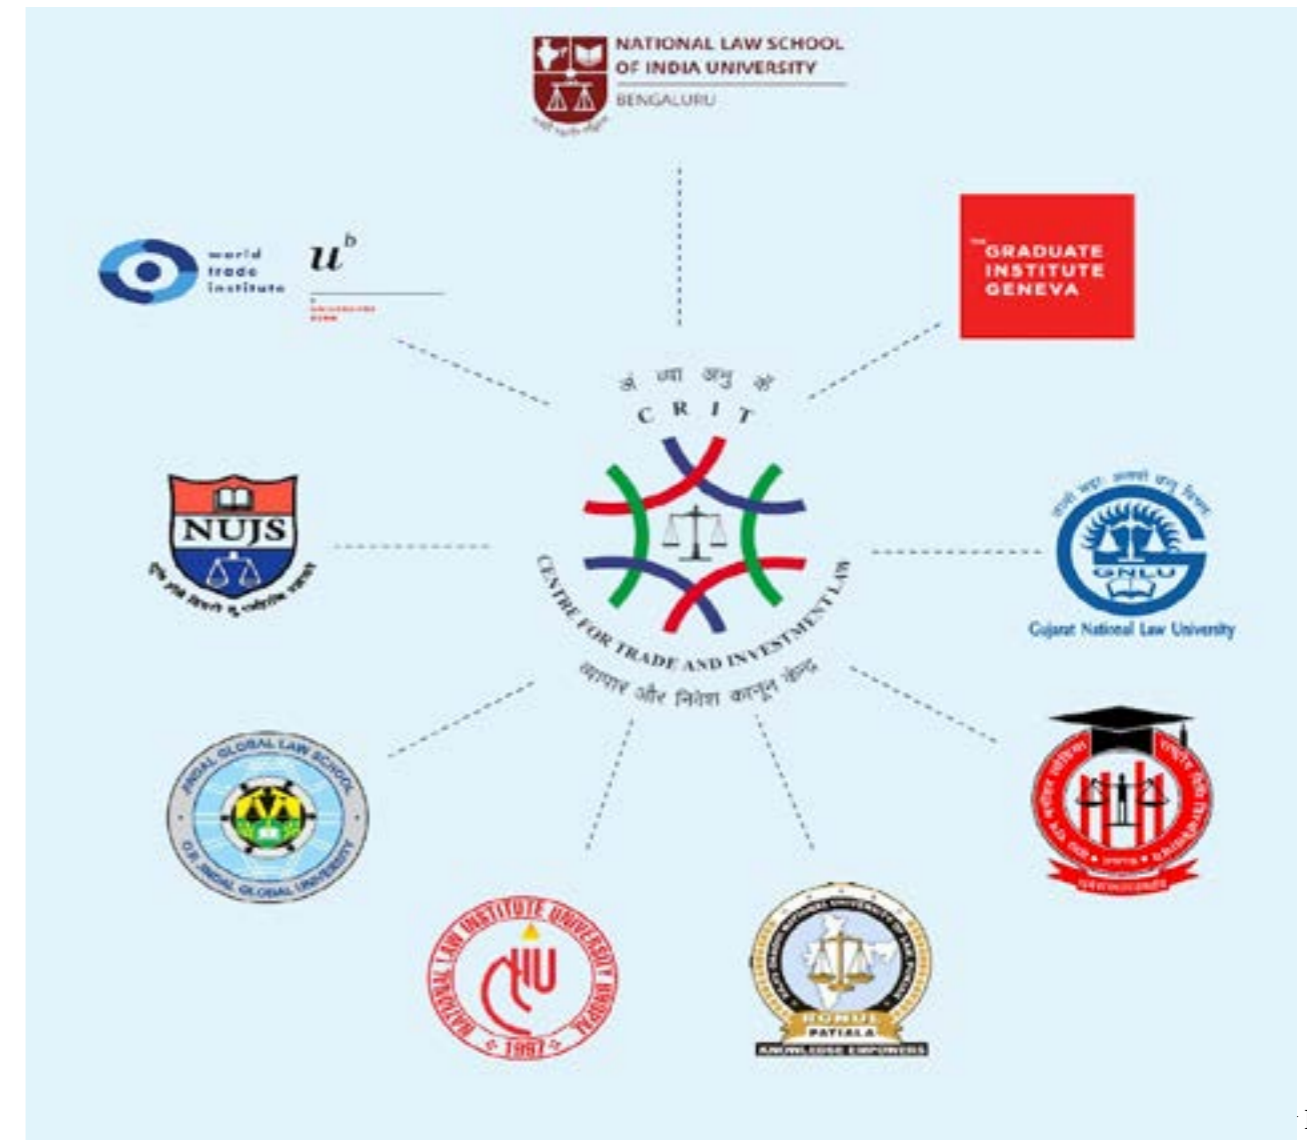 NATIONAL LAW SCHOOL
OF INDIA UNIVERSITY
BENGALURU
world
trade
institute
u b
THE
GRADUATE
INSTITUTE
GENEVA
CRIT
CENTRE FOR TRADE AND INVESTMENT LAW
व्यापार और निवेश कानून केन्द्र
NUJS
GNLU
Gujarat National Law University
JINDAL GLOBAL LAW SCHOOL
O.P. JINDAL GLOBAL UNIVERSITY
NATIONAL LAW INSTITUTE UNIVERSITY BHOPAL
1997
RGNUL
PATIALA
KNOWLEDGE EMPOWERS